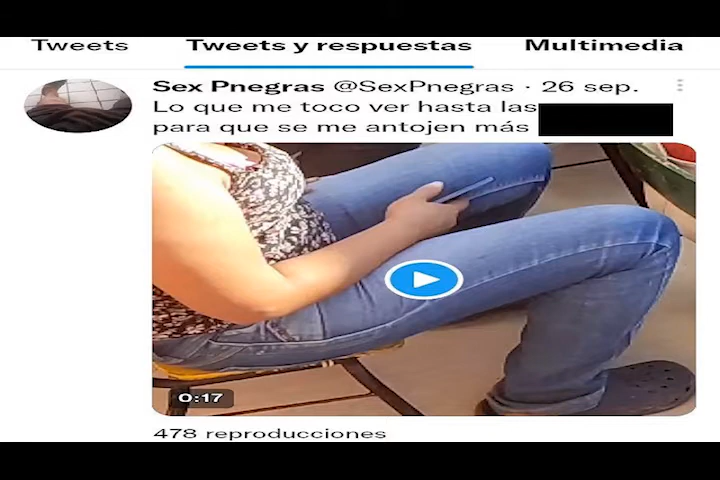 Tweets
Tweets y respuestas
Multimedia
Sex Pnegras @SexPnegras · 26 sep.
Lo que me toco ver hasta las
para que se me antojen más
0:17
478 reproducciones